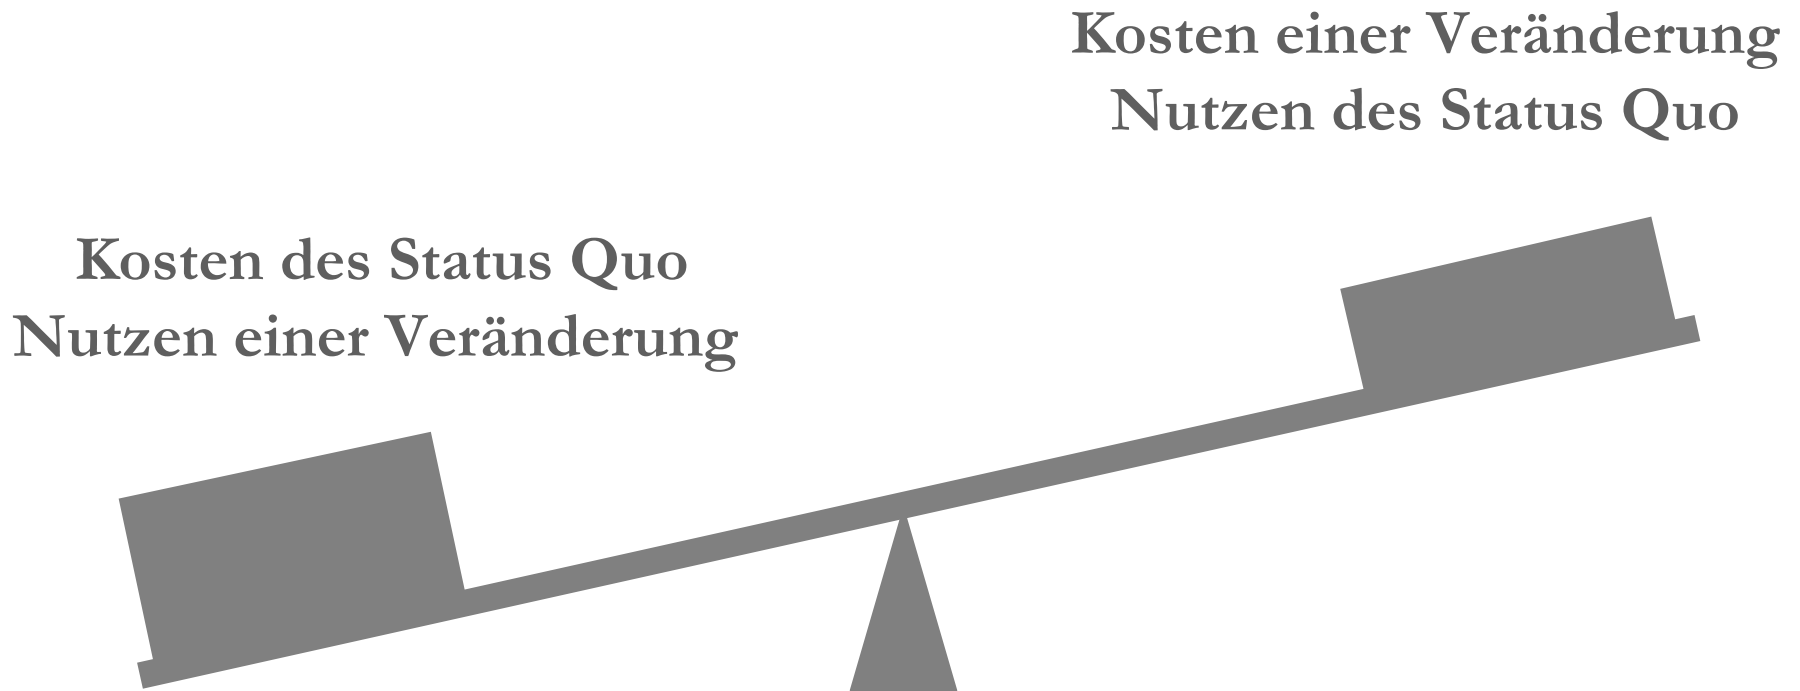 Kosten einer Veränderung
Nutzen des Status Quo
Kosten des Status Quo
Nutzen einer Veränderung